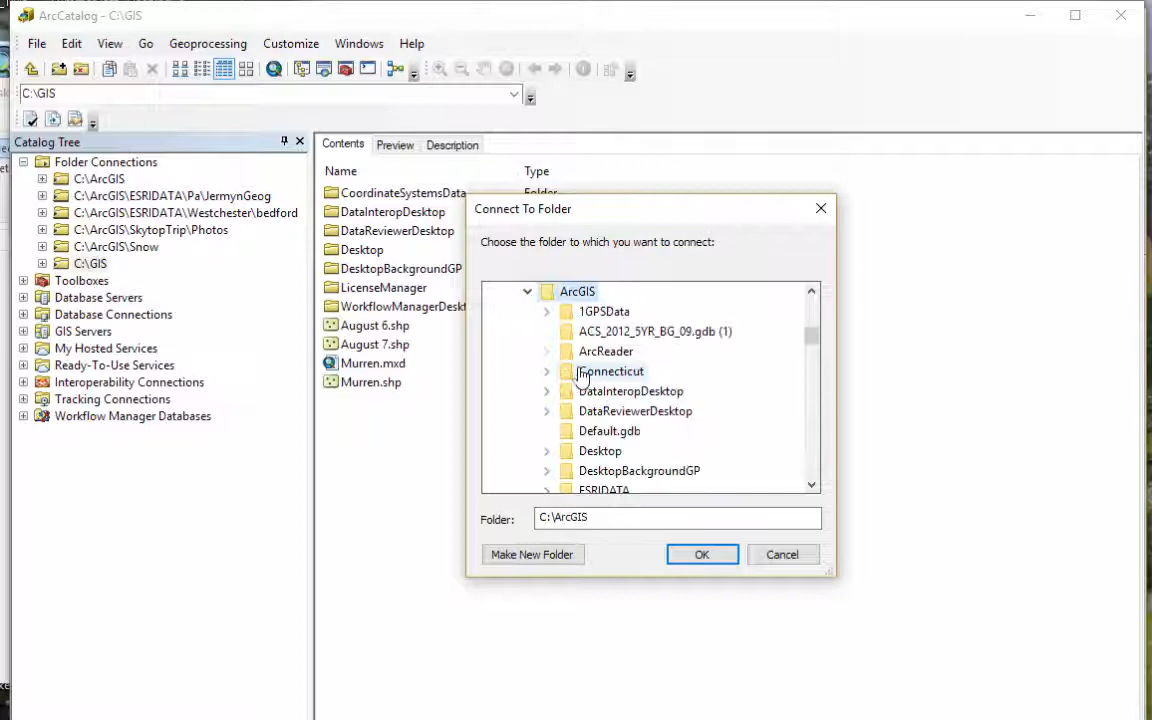 ArcCatalog - C:\GIS
File Edit View Go Geoprocessing Customize Windows Help
C:\GIS
Catalog Tree
Folder Connections
C:\ArcGIS
C:\ArcGIS\ESRIDATA\Pa\JermynGeog
C:\ArcGIS\ESRIDATA\Westchester\bedford
C:\ArcGIS\SkytopTrip\Photos
C:\ArcGIS\Snow
C:\GIS
Toolboxes
Database Servers
Database Connections
GIS Servers
My Hosted Services
Ready-To-Use Services
Interoperability Connections
Tracking Connections
Workflow Manager Databases
Contents Preview Description
Name Type
CoordinateSystemsData Folder
DataInteropDesktop
DataReviewerDesktop
Desktop
DesktopBackgroundGP
LicenseManager
WorkflowManagerDeskt
August 6.shp
August 7.shp
Murren.mxd
Murren.shp
Connect To Folder
Choose the folder to which you want to connect:
ArcGIS
1GPSData
ACS_2012_5YR_BG_09.gdb (1)
ArcReader
Connecticut
DataInteropDesktop
DataReviewerDesktop
Default.gdb
Desktop
DesktopBackgroundGP
ESRIDATA
Folder: C:\ArcGIS
Make New Folder OK Cancel